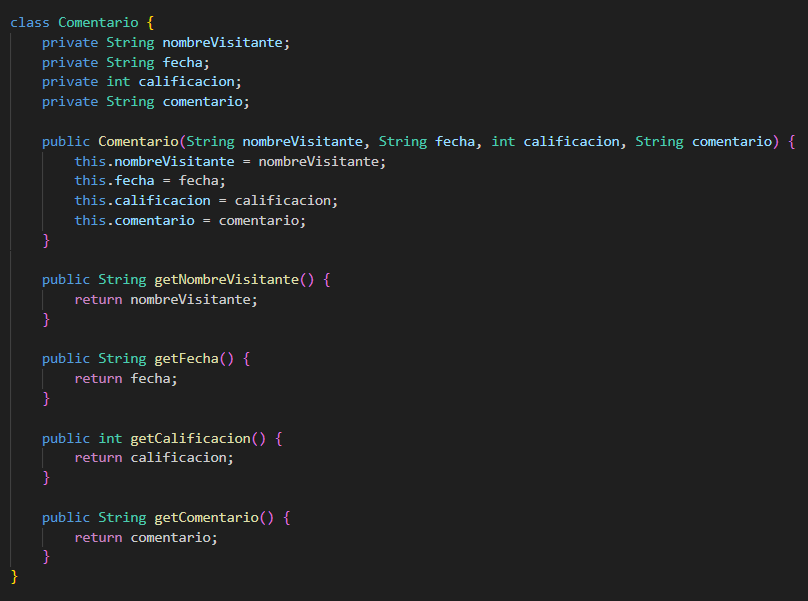 class Comentario {
    private String nombreVisitante;
    private String fecha;
    private int calificacion;
    private String comentario;

    public Comentario(String nombreVisitante, String fecha, int calificacion, String comentario) {
        this.nombreVisitante = nombreVisitante;
        this.fecha = fecha;
        this.calificacion = calificacion;
        this.comentario = comentario;
    }

    public String getNombreVisitante() {
        return nombreVisitante;
    }

    public String getFecha() {
        return fecha;
    }

    public int getCalificacion() {
        return calificacion;
    }

    public String getComentario() {
        return comentario;
    }
}